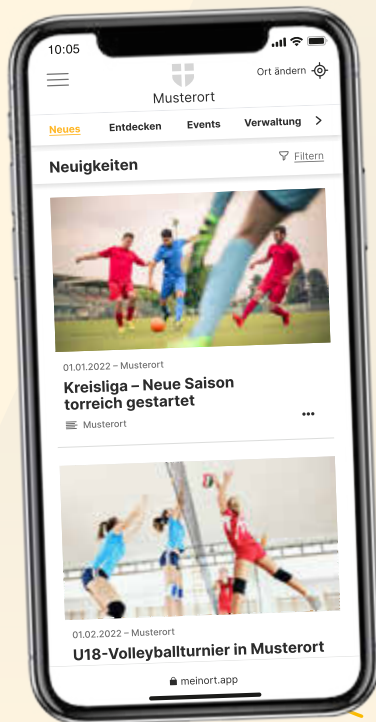 10:05
Musterort
Ort ändern
Neues Entdecken Events Verwaltung
Neuigkeiten
Filtern
01.01.2022 – Musterort
Kreisliga – Neue Saison
torreich gestartet
Musterort
01.02.2022 – Musterort
U18-Volleyballturnier in Musterort
meinort.app